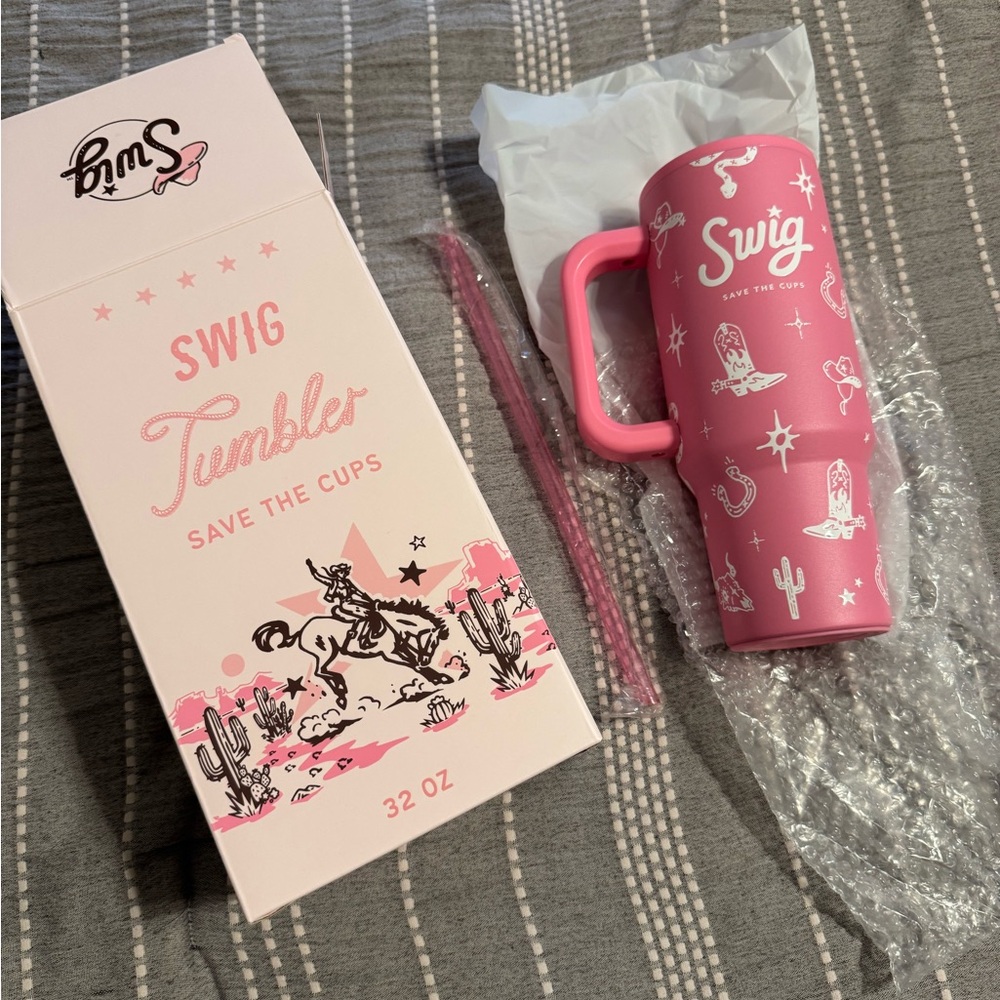 Swig
SWIG
Tumbler
SAVE THE CUPS
32 OZ
Swig
SAVE THE CUPS